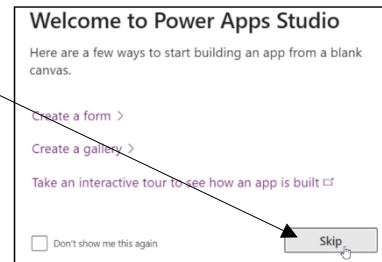 Welcome to Power Apps Studio
Here are a few ways to start building an app from a blank
canvas.
Create a form >
Create a gallery >
Take an interactive tour to see how an app is built
Don't show me this again
Skip